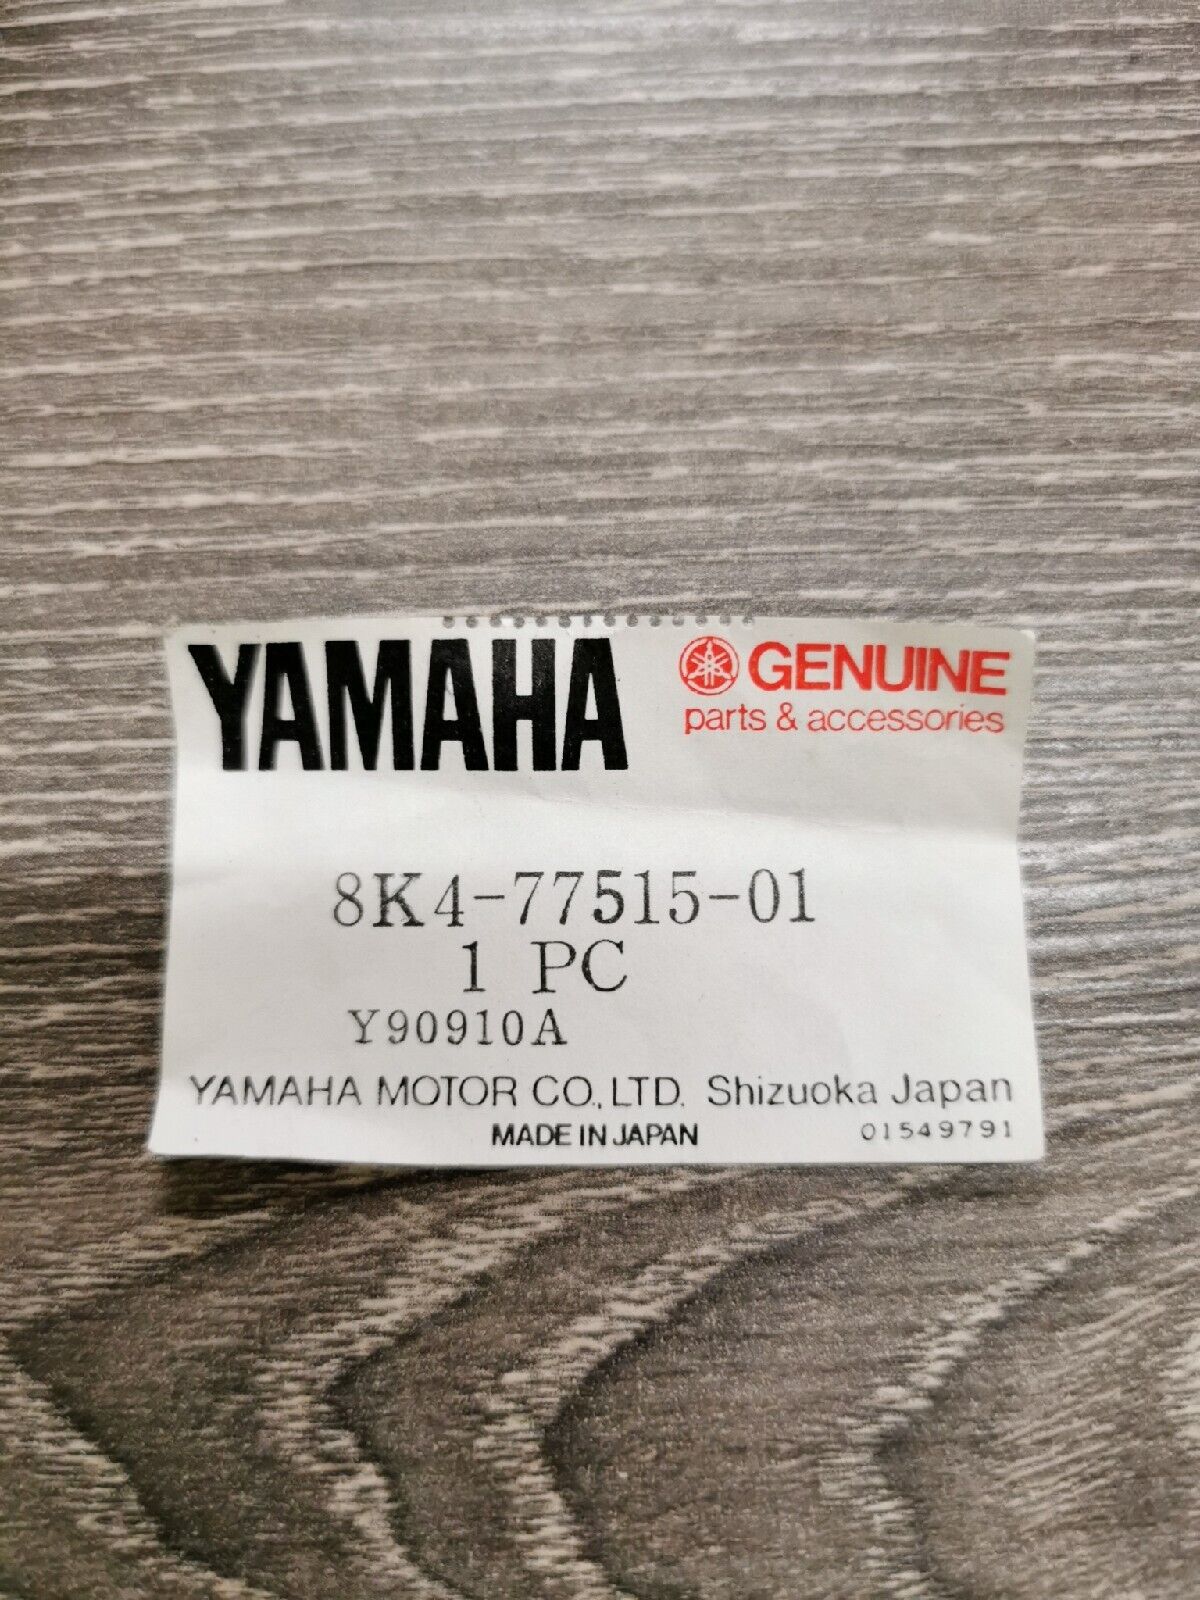 YAMAHA
GENUINE
parts & accessories
8K4-77515-01
1 PC
Y90910A
YAMAHA MOTOR CO., LTD. Shizuoka Japan
MADE IN JAPAN
01549791